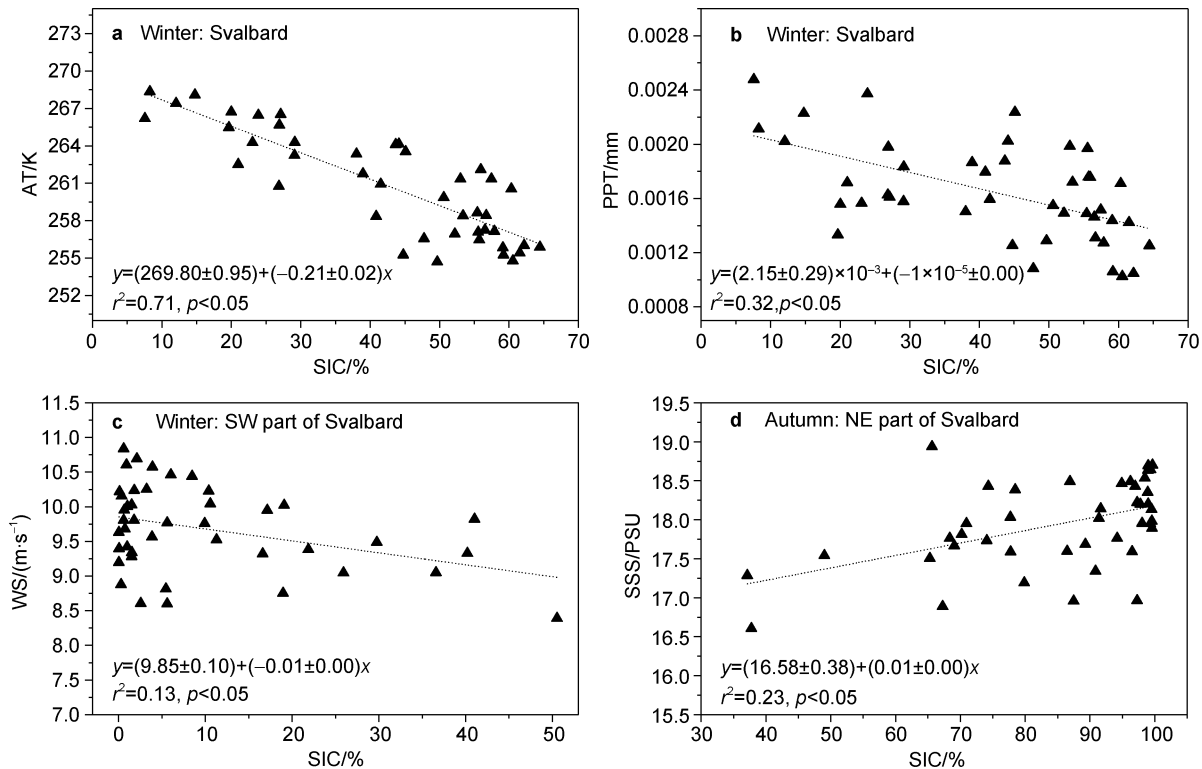 a Winter: Svalbard
273
270
267
264
261
258
255
252
AT/K
y=(269.80±0.95)+(−0.21±0.02)x
r²=0.71, p<0.05
0 10 20 30 40 50 60 70
SIC/%
b Winter: Svalbard
0.0028
0.0024
0.0020
0.0016
0.0012
0.0008
PPT/mm
y=(2.15±0.29)×10⁻³+(−1×10⁻⁵±0.00)
r²=0.32,p<0.05
0 10 20 30 40 50 60 70
SIC/%
c Winter: SW part of Svalbard
11.5
11.0
10.5
10.0
9.5
9.0
8.5
8.0
7.5
7.0
WS/(m·s⁻¹)
y=(9.85±0.10)+(−0.01±0.00)x
r²=0.13, p<0.05
0 10 20 30 40 50
SIC/%
d Autumn: NE part of Svalbard
19.5
19.0
18.5
18.0
17.5
17.0
16.5
16.0
15.5
SSS/PSU
y=(16.58±0.38)+(0.01±0.00)x
r²=0.23, p<0.05
30 40 50 60 70 80 90 100
SIC/%